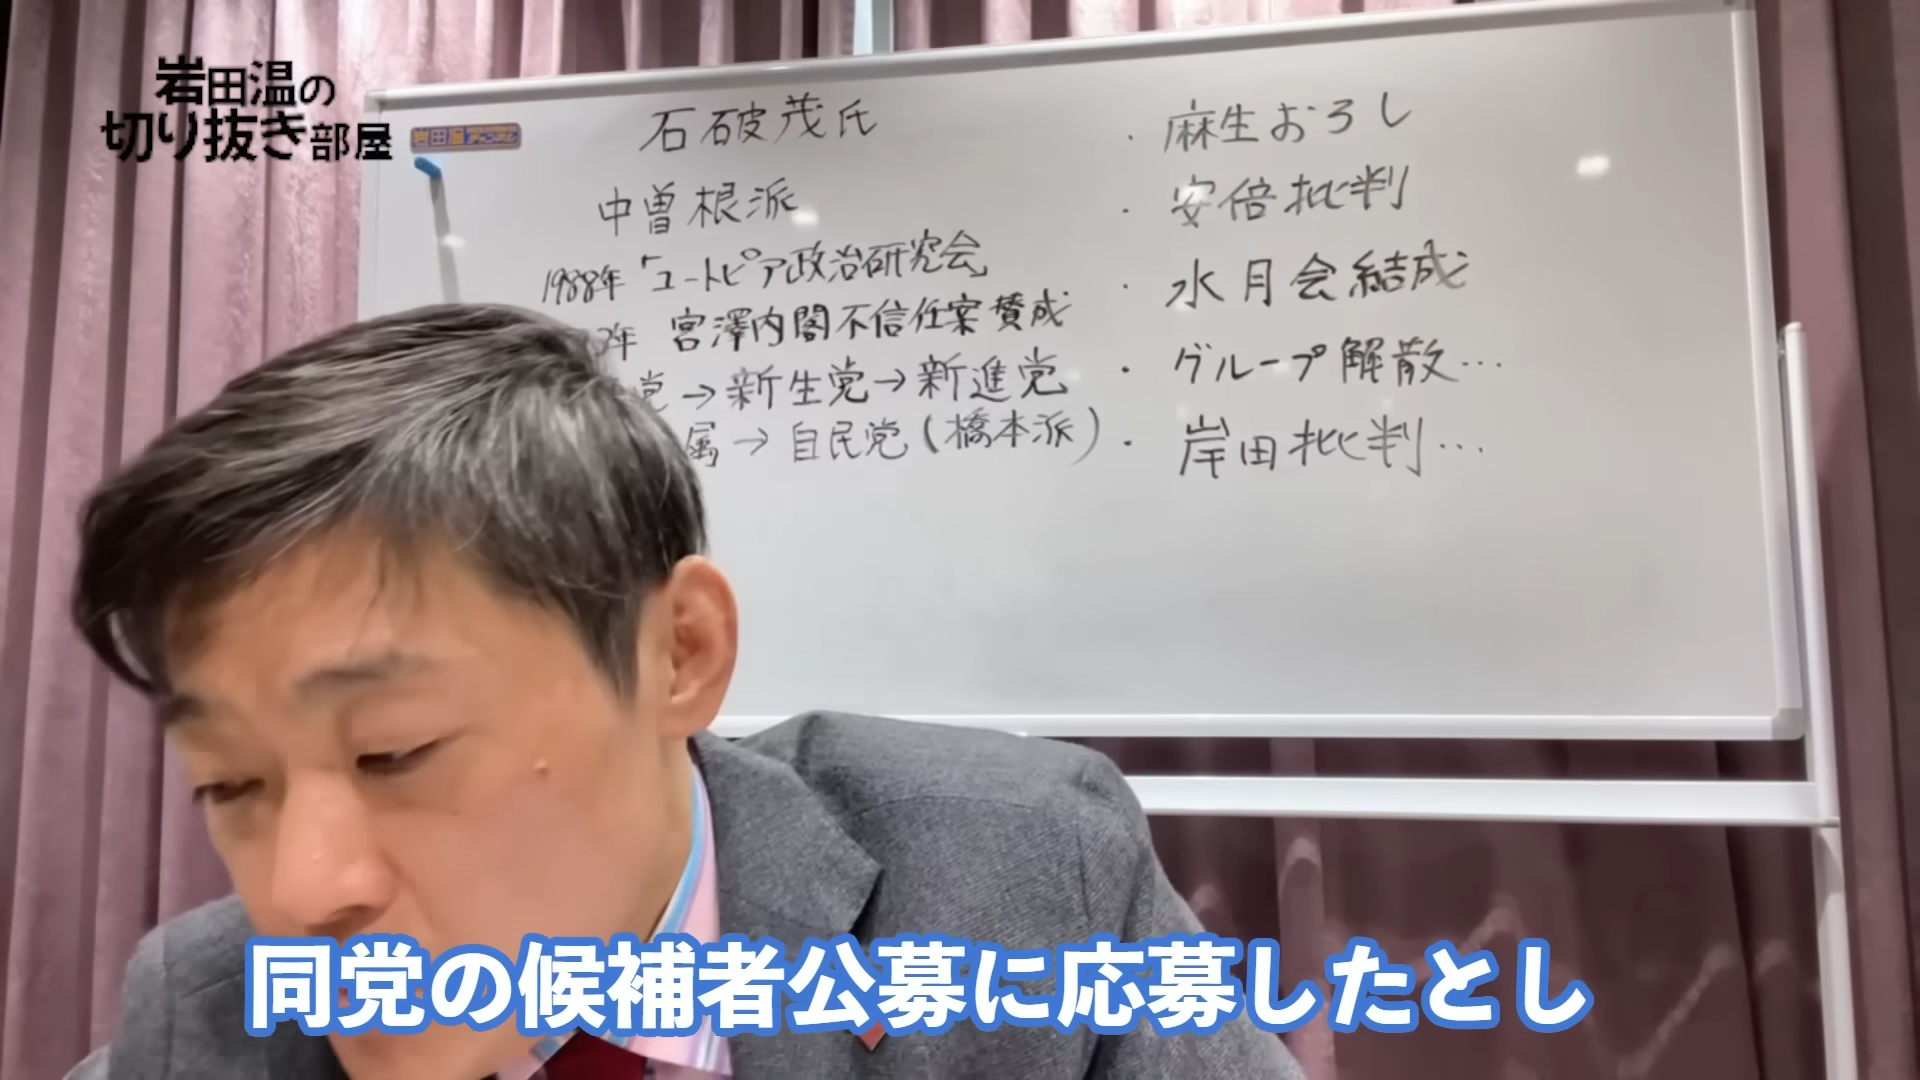 岩田温の
切り抜き部屋
岩田温
石破茂氏
中曽根派
1988年「ユートピア政治研究会」
年 宮澤内閣不信任案賛成
党→新生党→新進党
属→自民党(橋本派)
・麻生おろし
・安倍批判
・水月会結成
・グループ解散…
・岸田批判…
同党の候補者公募に応募したとし